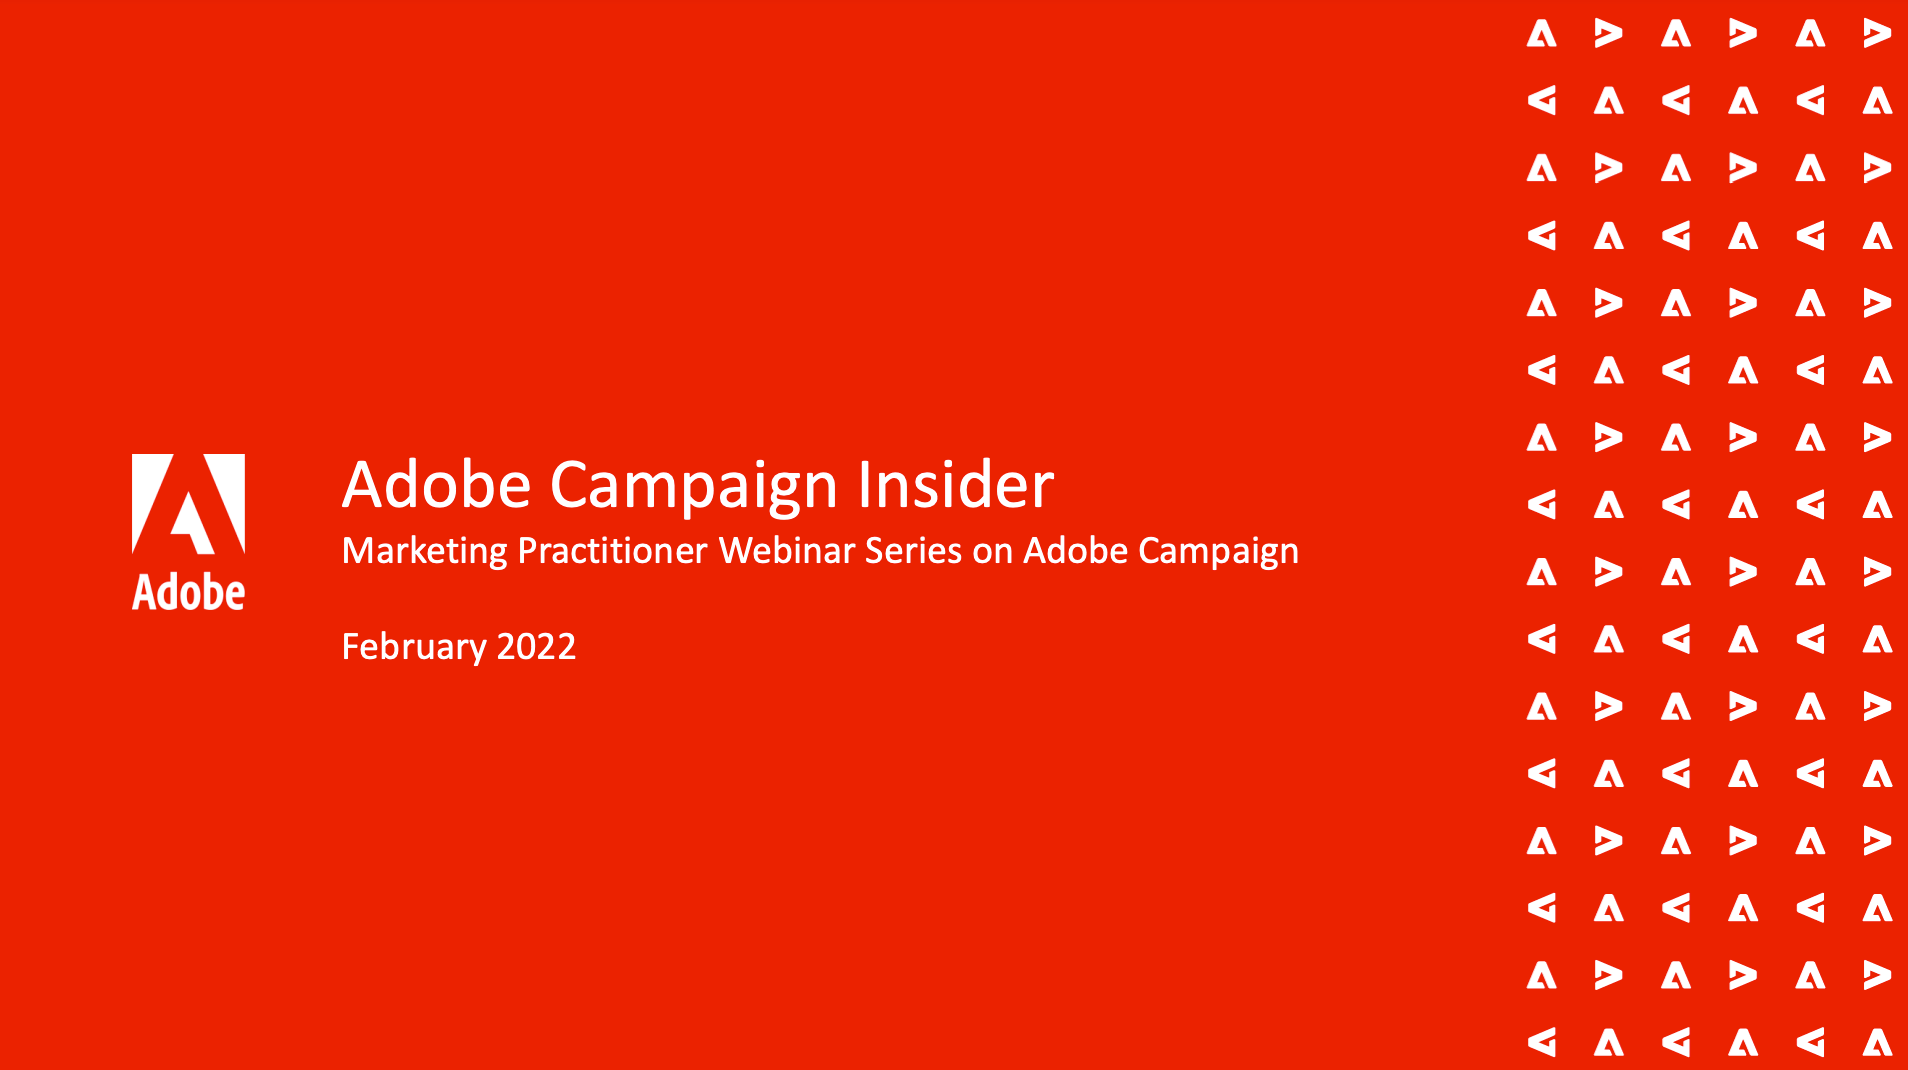 Adobe
Adobe Campaign Insider
Marketing Practitioner Webinar Series on Adobe Campaign
February 2022